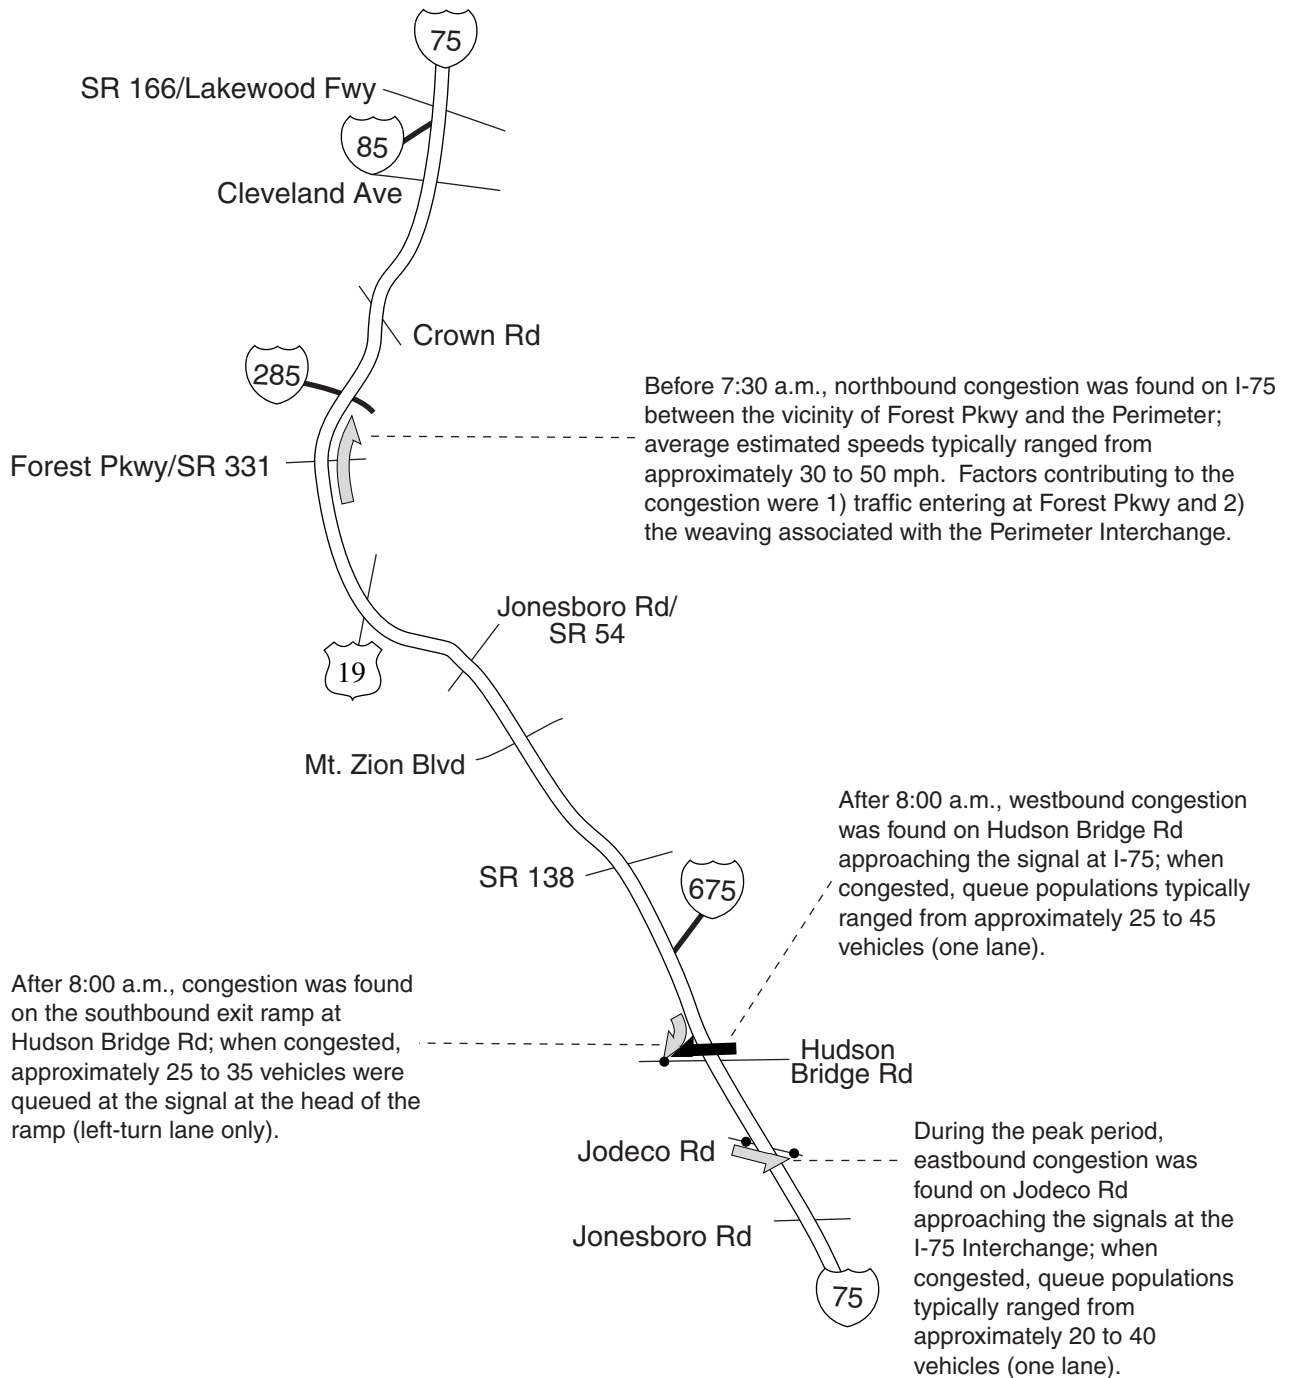 75
SR 166/Lakewood Fwy
85
Cleveland Ave
Crown Rd
285
Before 7:30 a.m., northbound congestion was found on I-75
between the vicinity of Forest Pkwy and the Perimeter;
average estimated speeds typically ranged from
approximately 30 to 50 mph.  Factors contributing to the
congestion were 1) traffic entering at Forest Pkwy and 2)
the weaving associated with the Perimeter Interchange.
Forest Pkwy/SR 331
Jonesboro Rd/
SR 54
19
Mt. Zion Blvd
After 8:00 a.m., westbound congestion
was found on Hudson Bridge Rd
approaching the signal at I-75; when
congested, queue populations typically
ranged from approximately 25 to 45
vehicles (one lane).
SR 138
675
After 8:00 a.m., congestion was found
on the southbound exit ramp at
Hudson Bridge Rd; when congested,
approximately 25 to 35 vehicles were
queued at the signal at the head of the
ramp (left-turn lane only).
Hudson
Bridge Rd
Jodeco Rd
During the peak period,
eastbound congestion was
found on Jodeco Rd
approaching the signals at the
I-75 Interchange; when
congested, queue populations
typically ranged from
approximately 20 to 40
vehicles (one lane).
Jonesboro Rd
75